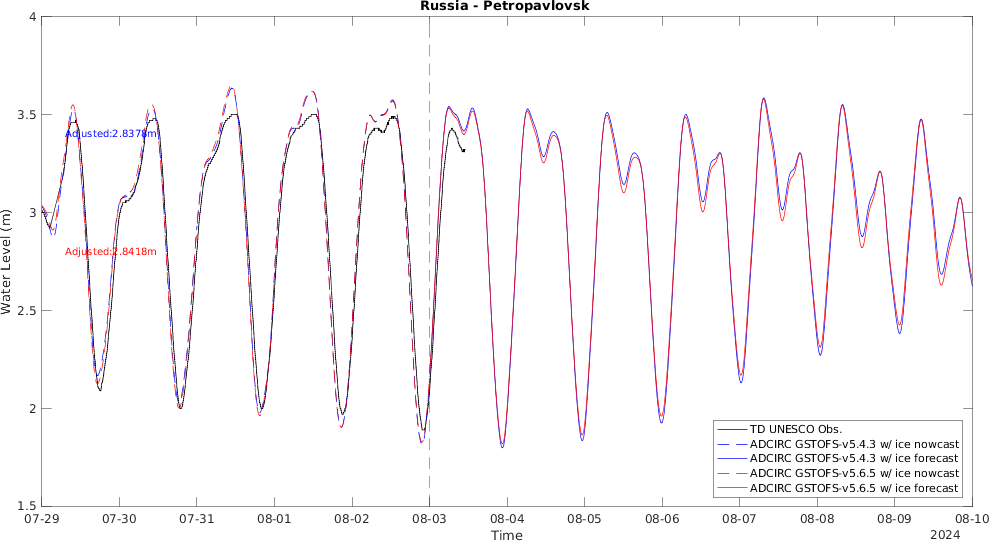 Russia - Petropavlovsk
4
3.5
3
2.5
2
1.5
Water Level (m)
Adjusted:2.8378m
Adjusted:2.8418m
TD UNESCO Obs.
ADCIRC GSTOFS-v5.4.3 w/ ice nowcast
ADCIRC GSTOFS-v5.4.3 w/ ice forecast
ADCIRC GSTOFS-v5.6.5 w/ ice nowcast
ADCIRC GSTOFS-v5.6.5 w/ ice forecast
07-29 07-30 07-31 08-01 08-02 08-03 08-04 08-05 08-06 08-07 08-08 08-09 08-10
Time
2024